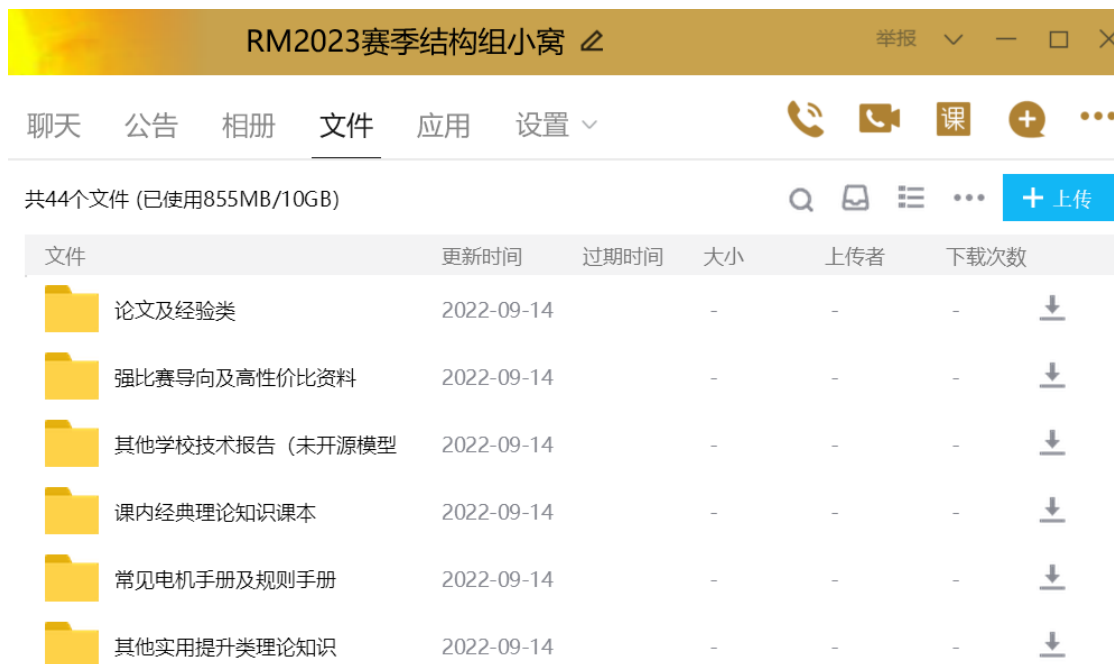 RM2023赛季结构组小窝 举报
聊天 公告 相册 文件 应用 设置 课
共44个文件 (已使用855MB/10GB) 上传
文件 更新时间 过期时间 大小 上传者 下载次数
论文及经验类 2022-09-14 - - -
强比赛导向及高性价比资料 2022-09-14 - - -
其他学校技术报告（未开源模型 2022-09-14 - - -
课内经典理论知识课本 2022-09-14 - - -
常见电机手册及规则手册 2022-09-14 - - -
其他实用提升类理论知识 2022-09-14 - - -